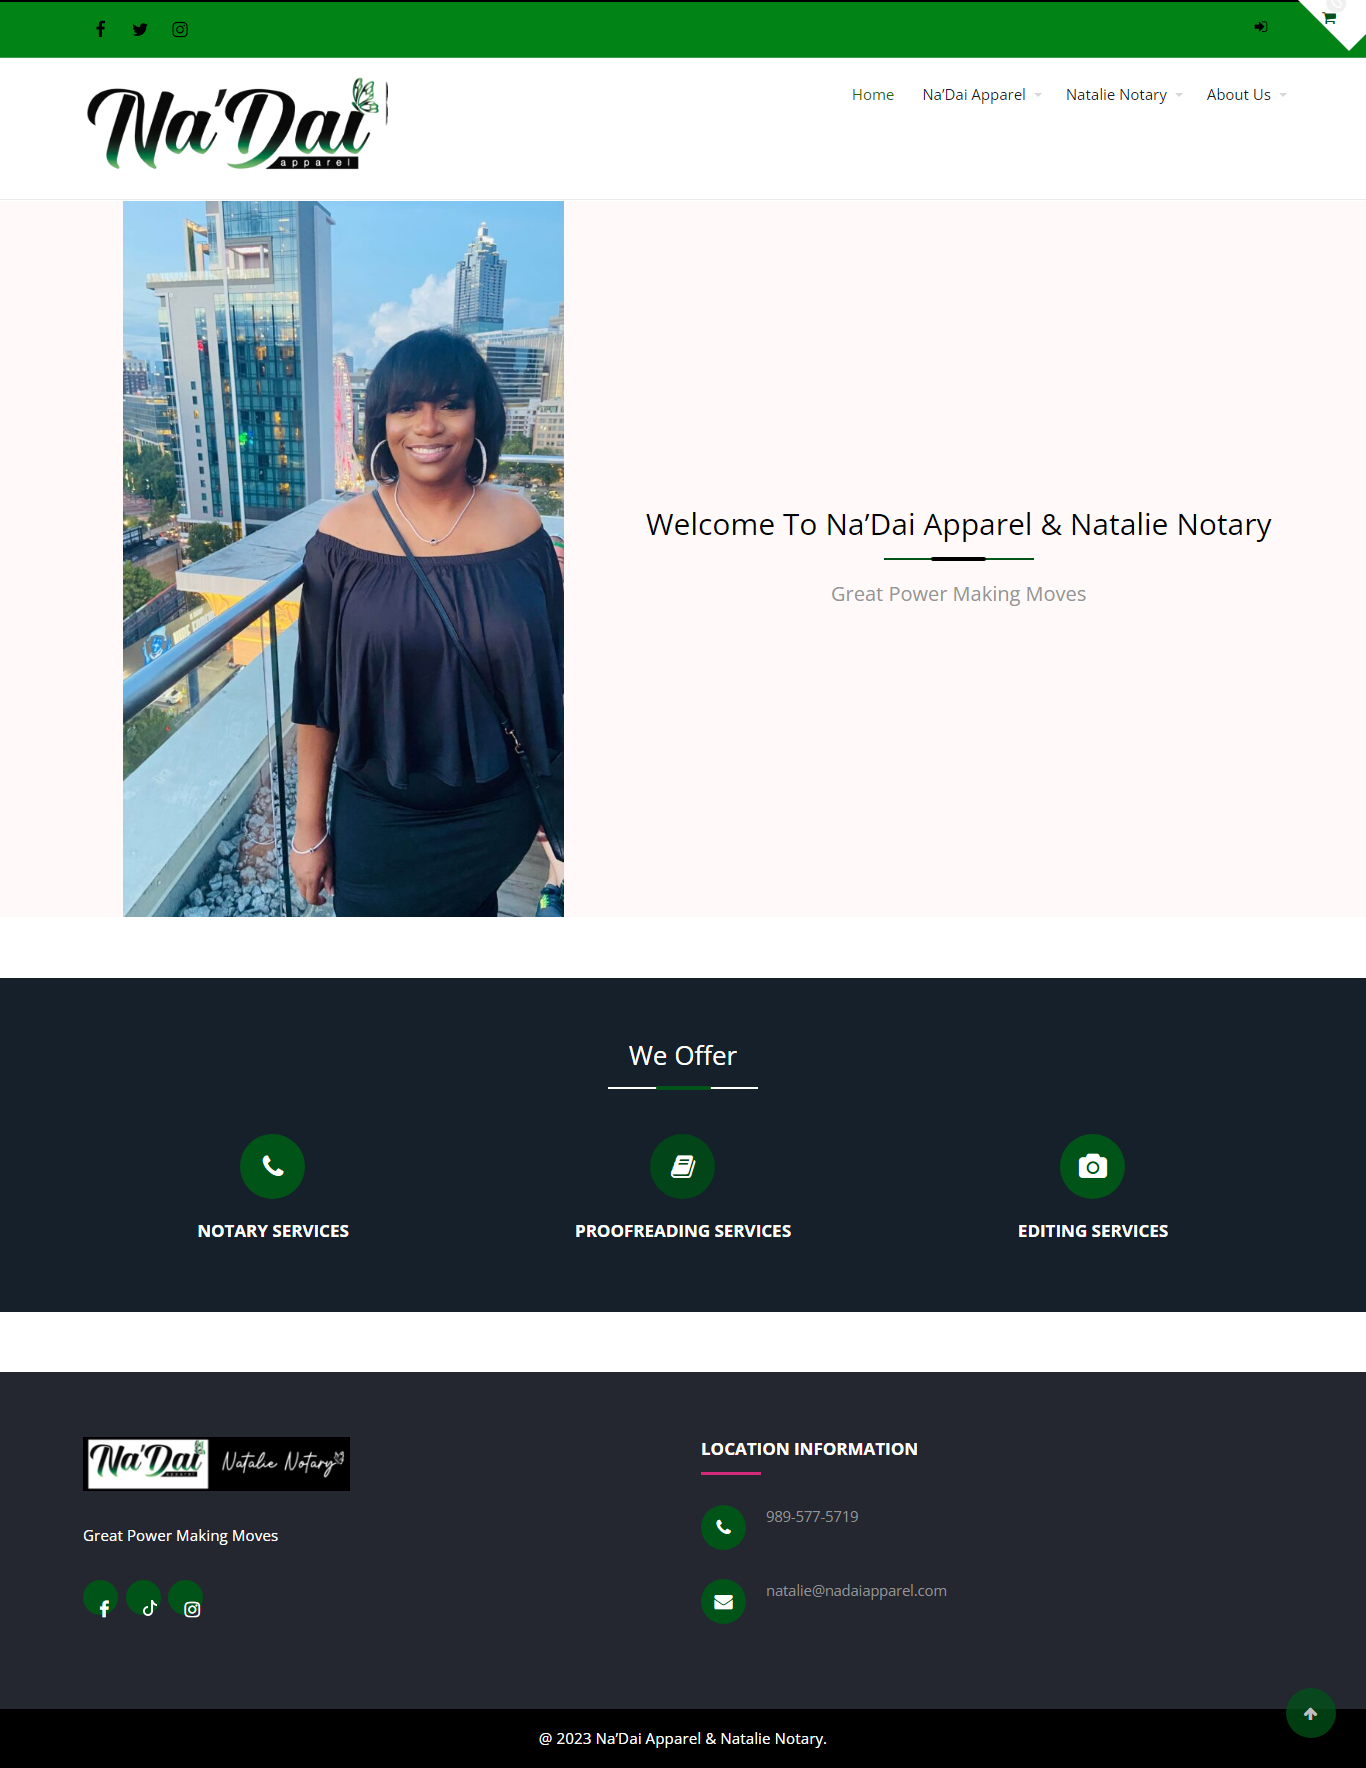 Na'Dai
apparel
Home
Na’Dai Apparel
Natalie Notary
About Us
Welcome To Na’Dai Apparel & Natalie Notary
Great Power Making Moves
We Offer
NOTARY SERVICES
PROOFREADING SERVICES
EDITING SERVICES
Na'Dai
apparel
Natalie Notary
Great Power Making Moves
LOCATION INFORMATION
989-577-5719
natalie@nadaiapparel.com
@ 2023 Na’Dai Apparel & Natalie Notary.